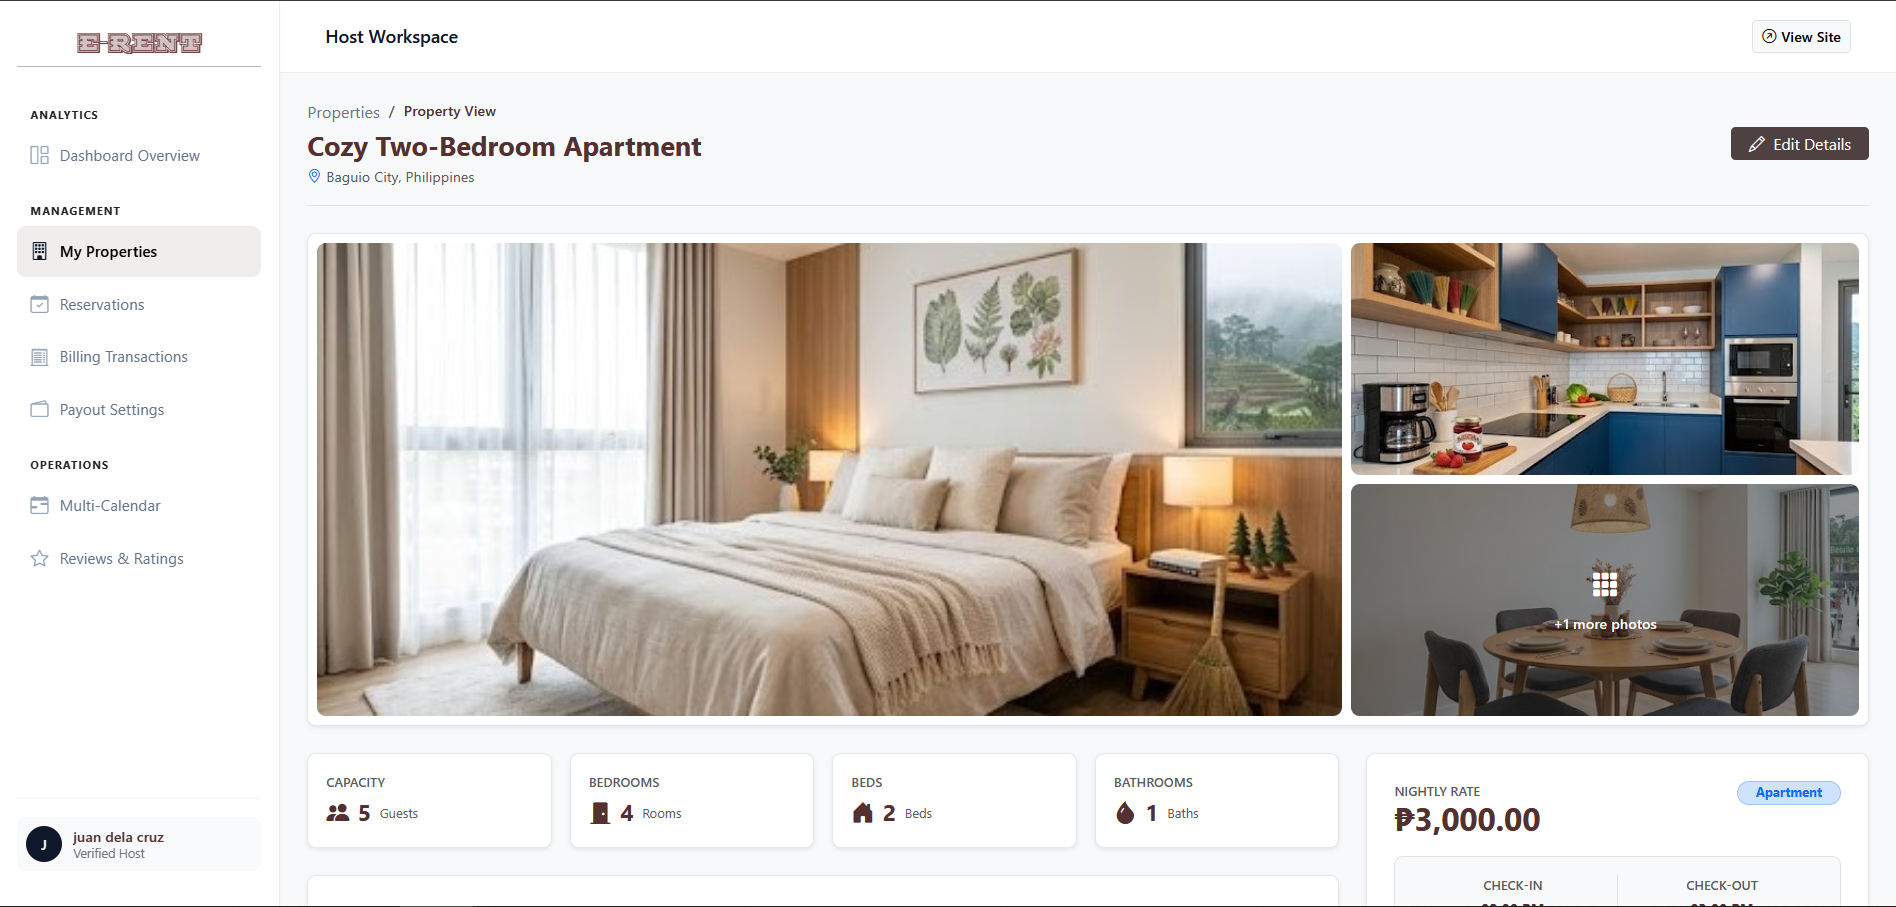 E-RENT
ANALYTICS
Dashboard Overview
MANAGEMENT
My Properties
Reservations
Billing Transactions
Payout Settings
OPERATIONS
Multi-Calendar
Reviews & Ratings
J
juan dela cruz
Verified Host
Host Workspace
View Site
Properties / Property View
Cozy Two-Bedroom Apartment
Baguio City, Philippines
Edit Details
+1 more photos
CAPACITY
5 Guests
BEDROOMS
4 Rooms
BEDS
2 Beds
BATHROOMS
1 Baths
NIGHTLY RATE
Apartment
₱3,000.00
CHECK-IN
CHECK-OUT